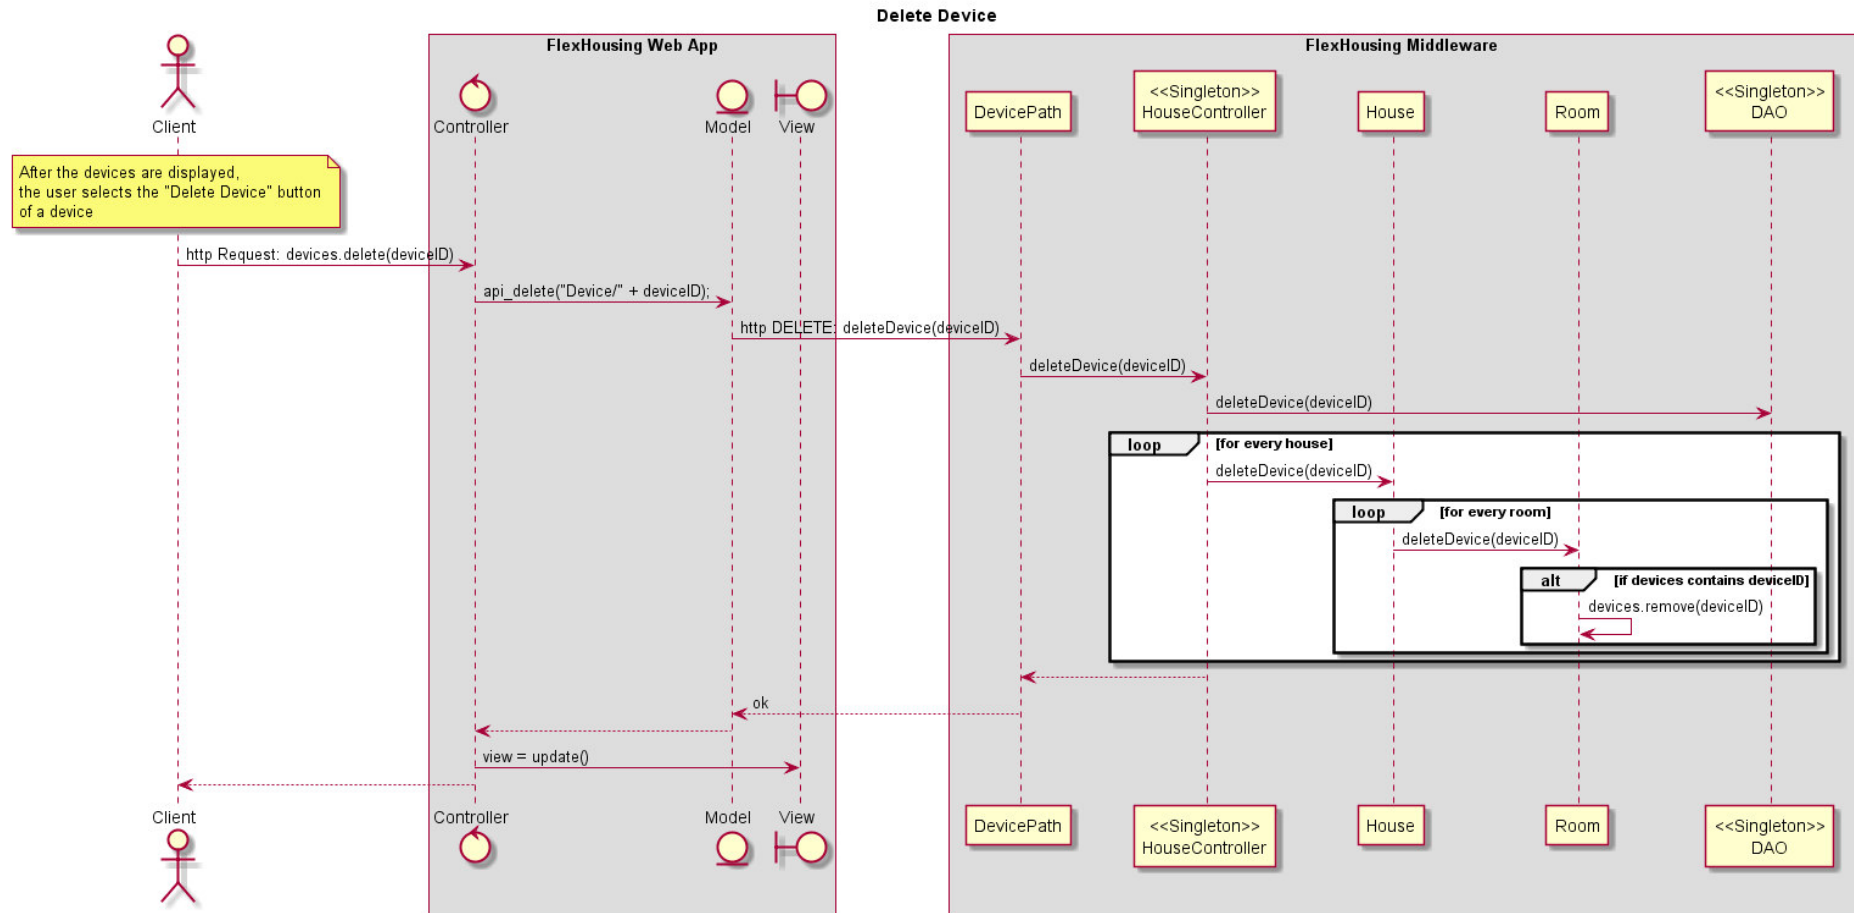 Delete Device
FlexHousing Web App
FlexHousing Middleware
Client
Controller
Model
View
DevicePath
<<Singleton>>
HouseController
House
Room
<<Singleton>>
DAO
After the devices are displayed,
the user selects the "Delete Device" button
of a device
http Request: devices.delete(deviceID)
api_delete("Device/" + deviceID);
http DELETE: deleteDevice(deviceID)
deleteDevice(deviceID)
deleteDevice(deviceID)
loop [for every house]
deleteDevice(deviceID)
loop [for every room]
deleteDevice(deviceID)
alt [if devices contains deviceID]
devices.remove(deviceID)
ok
view = update()
Client
Controller
Model
View
DevicePath
<<Singleton>>
HouseController
House
Room
<<Singleton>>
DAO